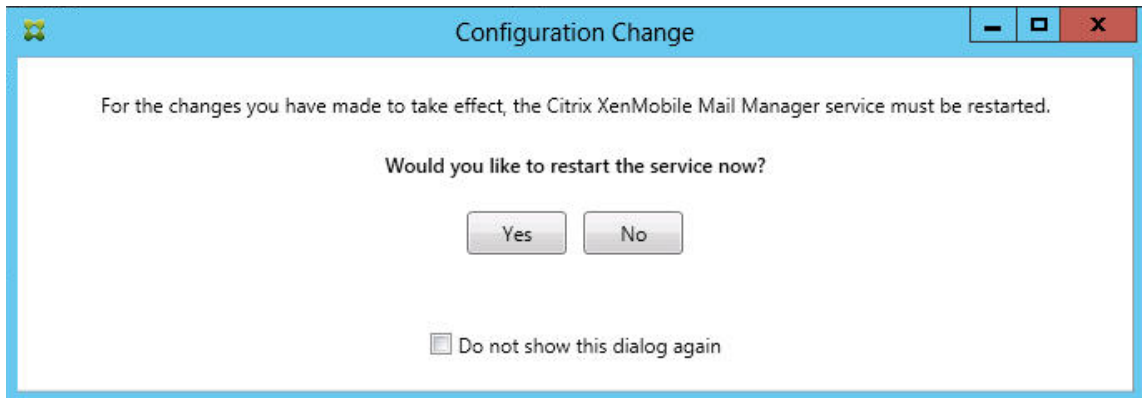 Configuration Change
For the changes you have made to take effect, the Citrix XenMobile Mail Manager service must be restarted.
Would you like to restart the service now?
Yes No
Do not show this dialog again